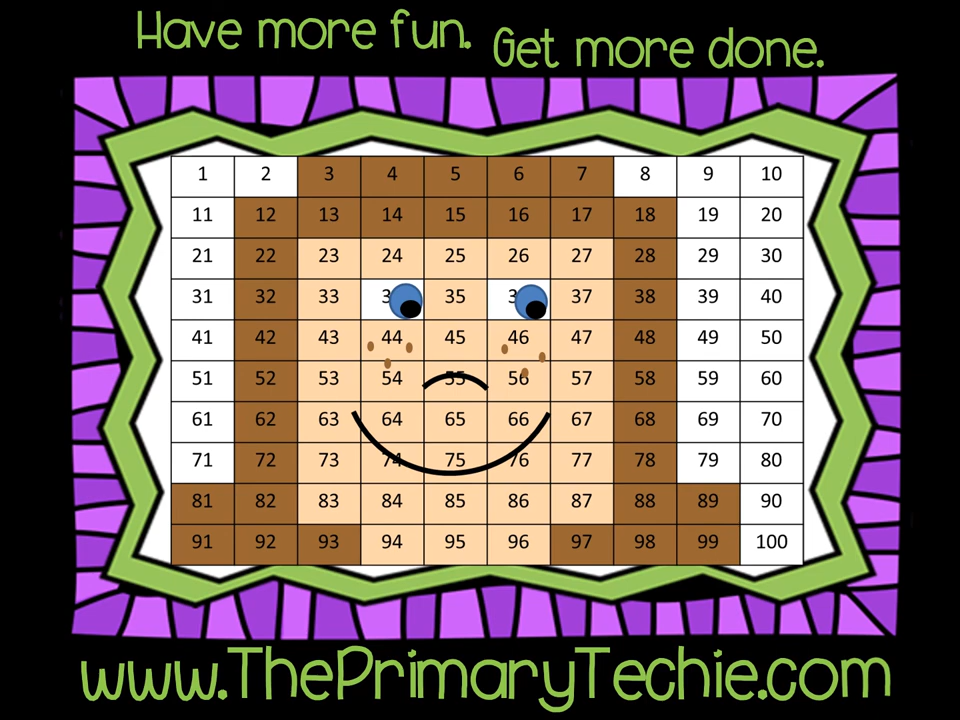 Have more fun. Get more done.
1 2 3 4 5 6 7 8 9 10
11 12 13 14 15 16 17 18 19 20
21 22 23 24 25 26 27 28 29 30
31 32 33 35 37 38 39 40
41 42 43 44 45 46 47 48 49 50
51 52 53 54 55 56 57 58 59 60
61 62 63 64 65 66 67 68 69 70
71 72 73 74 75 76 77 78 79 80
81 82 83 84 85 86 87 88 89 90
91 92 93 94 95 96 97 98 99 100
www.ThePrimaryTechie.com